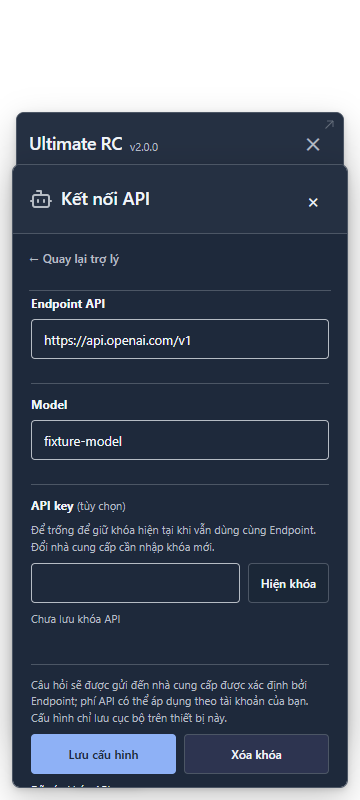 Ultimate RC v2.0.0
Kết nối API
← Quay lại trợ lý
Endpoint API
https://api.openai.com/v1
Model
fixture-model
API key (tùy chọn)
Để trống để giữ khóa hiện tại khi vẫn dùng cùng Endpoint.
Đổi nhà cung cấp cần nhập khóa mới.
Hiện khóa
Chưa lưu khóa API
Câu hỏi sẽ được gửi đến nhà cung cấp được xác định bởi
Endpoint; phí API có thể áp dụng theo tài khoản của bạn.
Cấu hình chỉ lưu cục bộ trên thiết bị này.
Lưu cấu hình
Xóa khóa